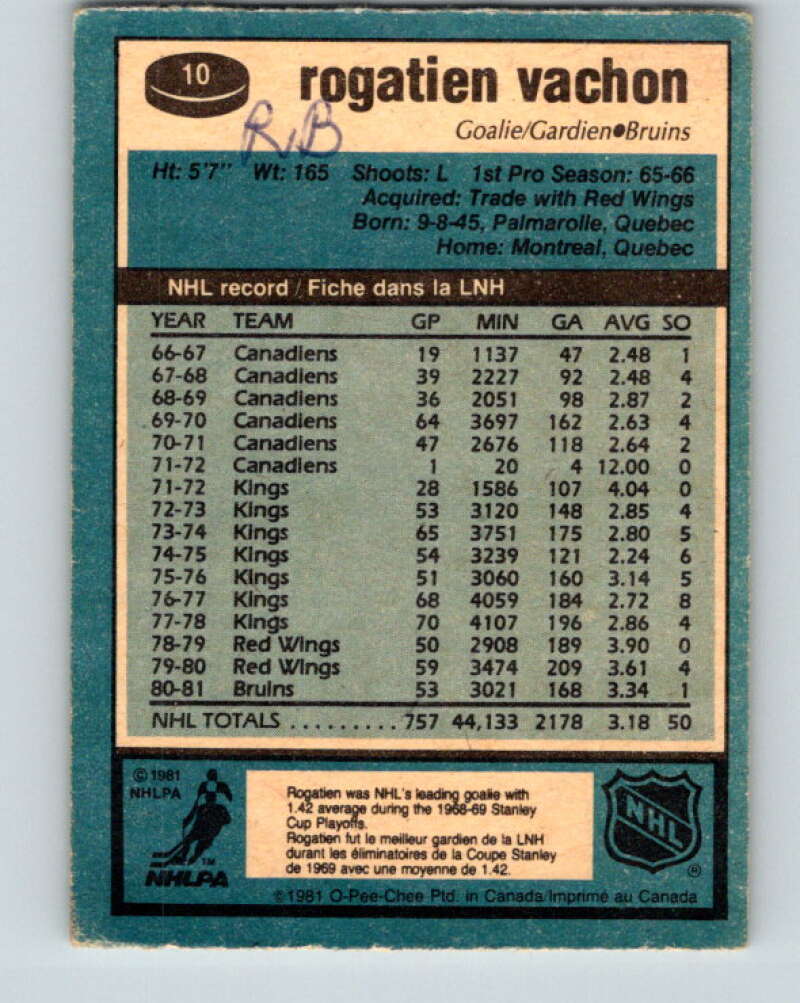 10 rogatien vachon
RB
Goalie/Gardien●Bruins
Ht: 5'7" Wt: 165 Shoots: L 1st Pro Season: 65-66
Acquired: Trade with Red Wings
Born: 9-8-45, Palmarolle, Quebec
Home: Montreal, Quebec
NHL record / Fiche dans la LNH
YEAR TEAM GP MIN GA AVG SO
66-67 Canadiens 19 1137 47 2.48 1
67-68 Canadiens 39 2227 92 2.48 4
68-69 Canadiens 36 2051 98 2.87 2
69-70 Canadiens 64 3697 162 2.63 4
70-71 Canadiens 47 2676 118 2.64 2
71-72 Canadiens 1 20 4 12.00 0
71-72 Kings 28 1586 107 4.04 0
72-73 Kings 53 3120 148 2.85 4
73-74 Kings 65 3751 175 2.80 5
74-75 Kings 54 3239 121 2.24 6
75-76 Kings 51 3060 160 3.14 5
76-77 Kings 68 4059 184 2.72 8
77-78 Kings 70 4107 196 2.86 4
78-79 Red Wings 50 2908 189 3.90 0
79-80 Red Wings 59 3474 209 3.61 4
80-81 Bruins 53 3021 168 3.34 1
NHL TOTALS .......... 757 44,133 2178 3.18 50
©1981
NHLPA
TM
NHLPA
Rogatien was NHL's leading goalie with
1.42 average during the 1968-69 Stanley
Cup Playoffs.
Rogatien fut le meilleur gardien de la LNH
durant les éliminatoires de la Coupe Stanley
de 1969 avec une moyenne de 1.42.
NHL
®
©1981 O-Pee-Chee Ptd. in Canada/Imprimé au Canada